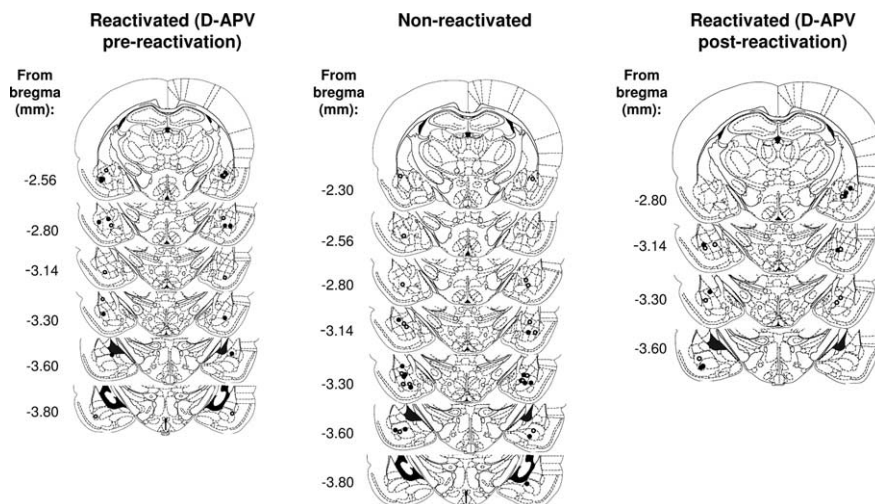 Reactivated (D-APV
pre-reactivation)
From
bregma
(mm):
-2.56
-2.80
-3.14
-3.30
-3.60
-3.80
Non-reactivated
From
bregma
(mm):
-2.30
-2.56
-2.80
-3.14
-3.30
-3.60
-3.80
Reactivated (D-APV
post-reactivation)
From
bregma
(mm):
-2.80
-3.14
-3.30
-3.60